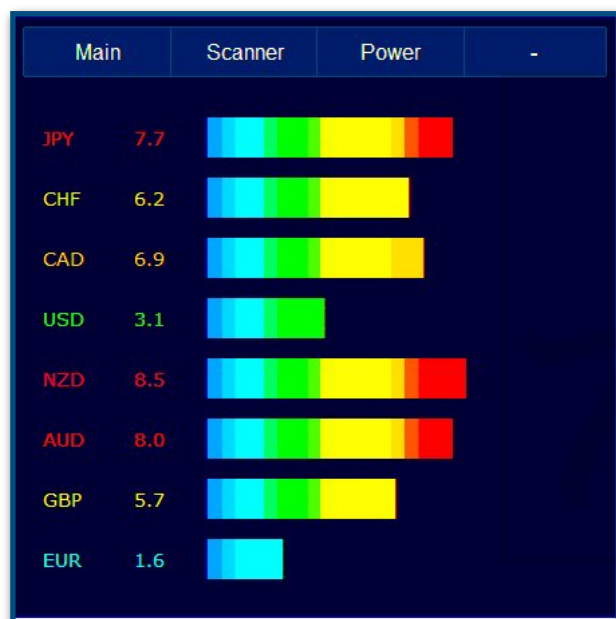 Main Scanner Power -
JPY 7.7
CHF 6.2
CAD 6.9
USD 3.1
NZD 8.5
AUD 8.0
GBP 5.7
EUR 1.6